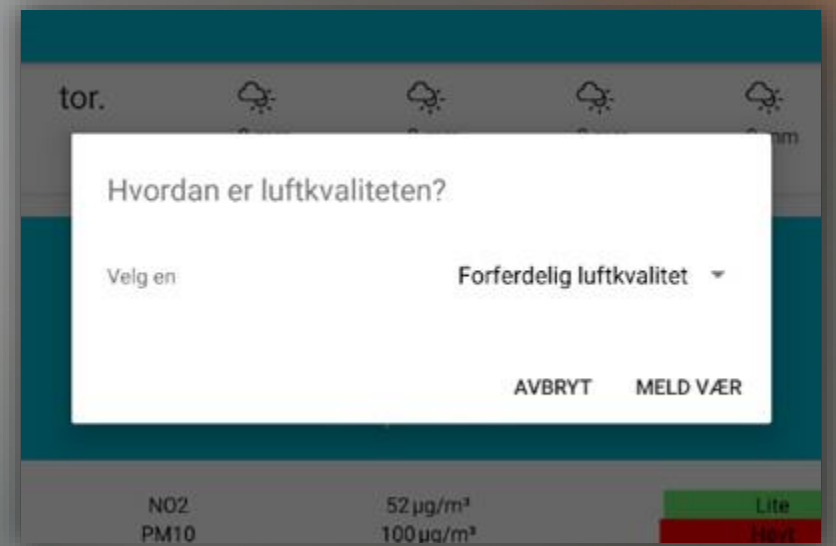 tor.
mm
Hvordan er luftkvaliteten?
Velg en Forferdelig luftkvalitet
AVBRYT MELD VÆR
NO2 52 µg/m³ Lite
PM10 100 µg/m³ Høyt